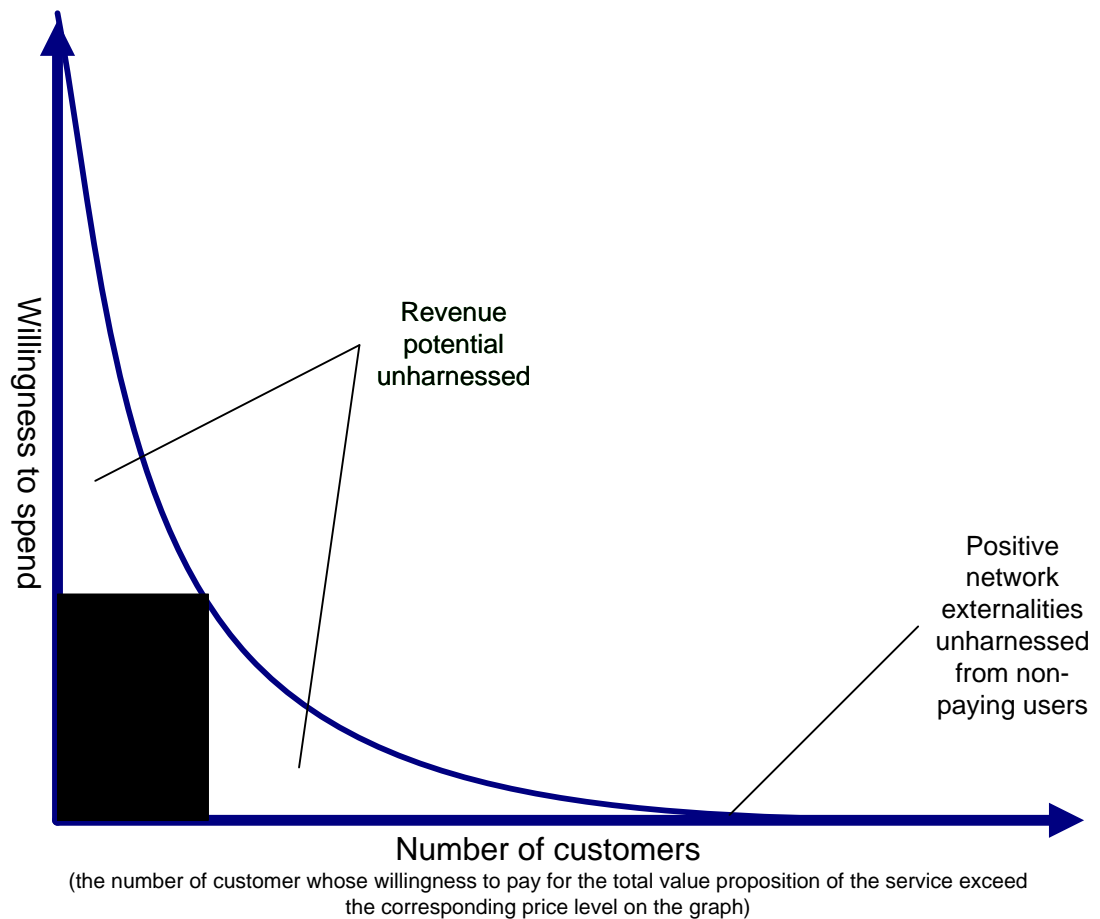 Willingness to spend
Revenue
potential
unharnessed
Positive
network
externalities
unharnessed
from non-
paying users
Number of customers
(the number of customer whose willingness to pay for the total value proposition of the service exceed
the corresponding price level on the graph)